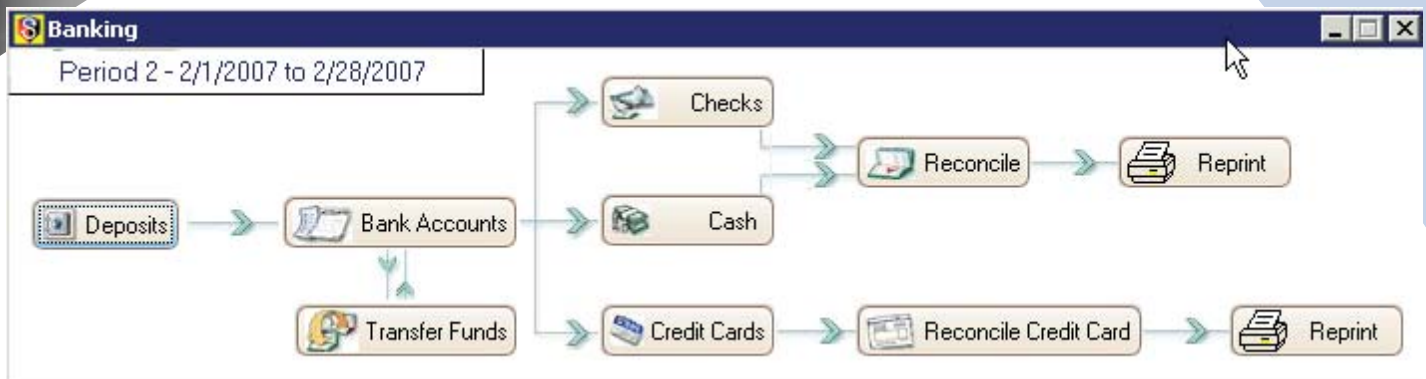 Banking
Period 2 - 2/1/2007 to 2/28/2007
Checks
Reconcile
Reprint
Deposits
Bank Accounts
Cash
Transfer Funds
Credit Cards
Reconcile Credit Card
Reprint